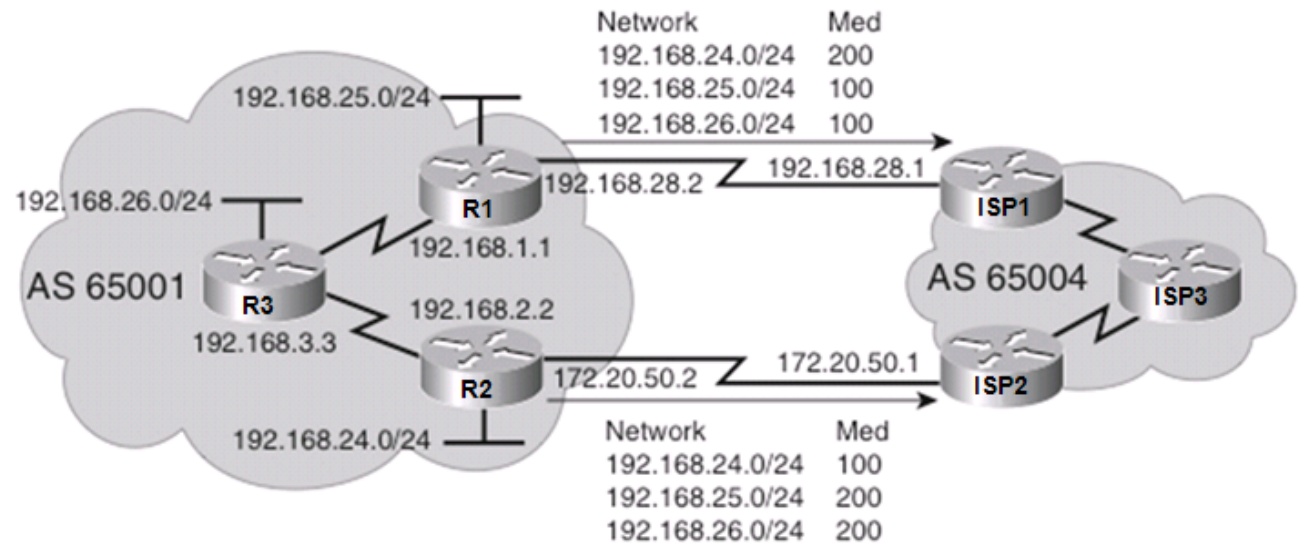 Network Med
192.168.24.0/24 200
192.168.25.0/24 100
192.168.26.0/24 100
192.168.25.0/24
192.168.28.2
192.168.28.1
192.168.26.0/24
R1
ISP1
192.168.1.1
AS 65001
R3
AS 65004
ISP3
192.168.2.2
192.168.3.3
172.20.50.2
172.20.50.1
R2
ISP2
192.168.24.0/24
Network Med
192.168.24.0/24 100
192.168.25.0/24 200
192.168.26.0/24 200